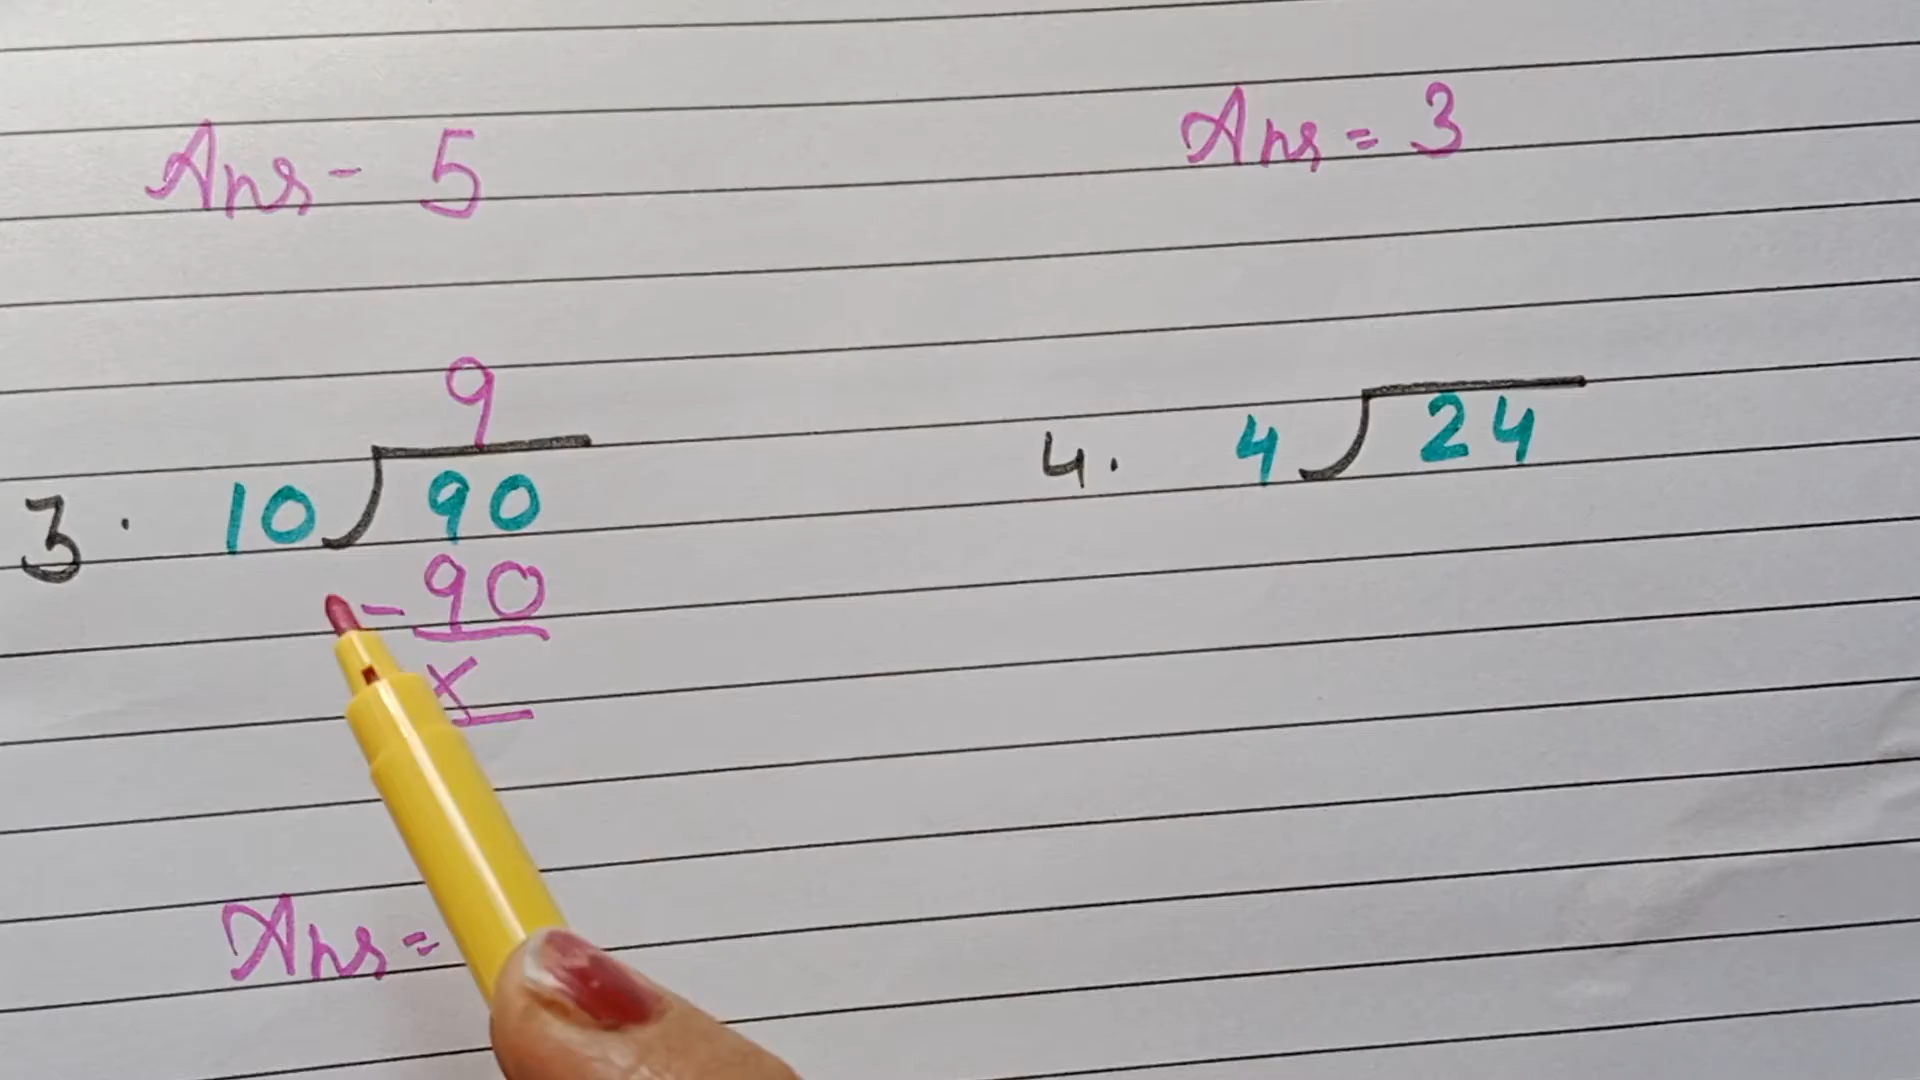 Ans - 5
Ans = 3
9
3. 10 90
- 90
x
Ans =
4. 4 24